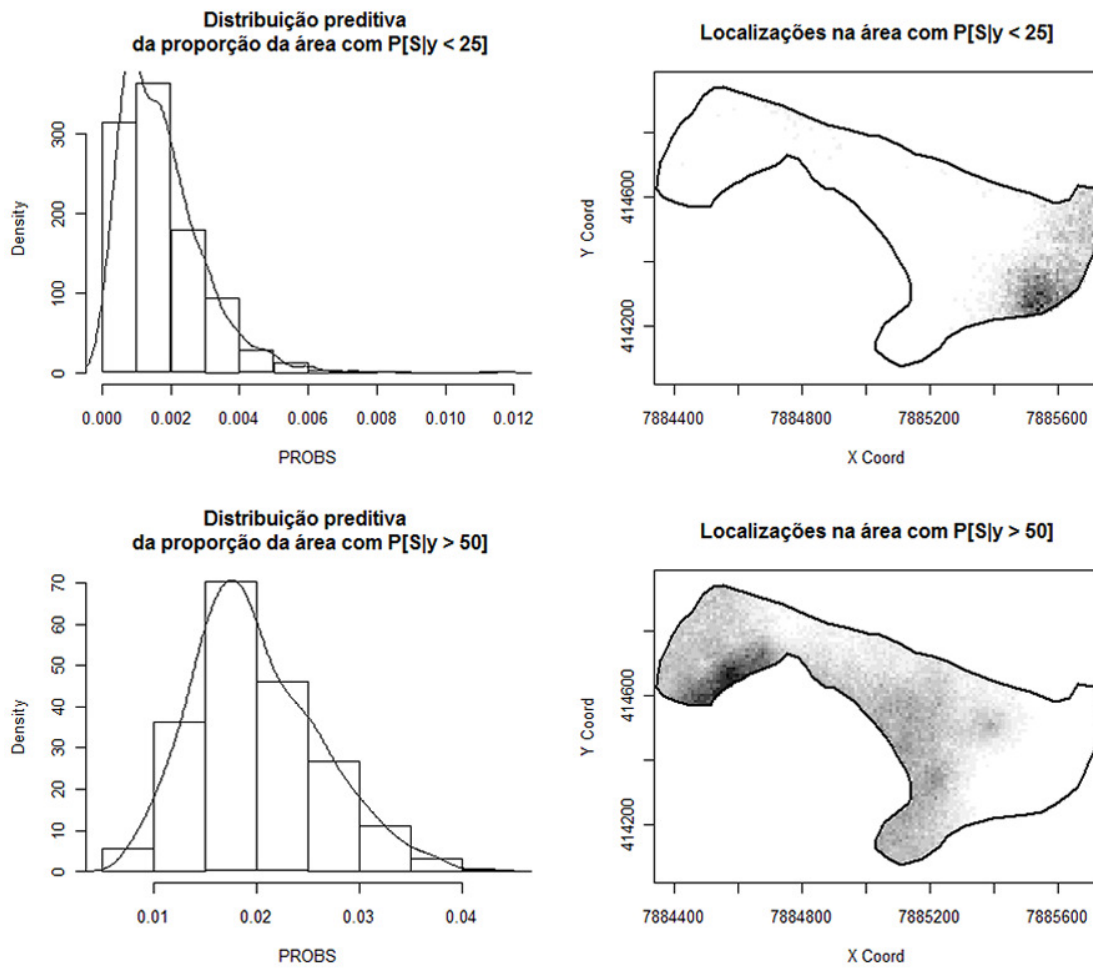 Distribuição preditiva
da proporção da área com P[S|y < 25]
Density
0
100
200
300
0.000
0.002
0.004
0.006
0.008
0.010
0.012
PROBS
Localizações na área com P[S|y < 25]
Y Coord
414200
414600
7884400
7884800
7885200
7885600
X Coord
Distribuição preditiva
da proporção da área com P[S|y > 50]
Density
0
10
20
30
40
50
60
70
0.01
0.02
0.03
0.04
PROBS
Localizações na área com P[S|y > 50]
Y Coord
414200
414600
7884400
7884800
7885200
7885600
X Coord